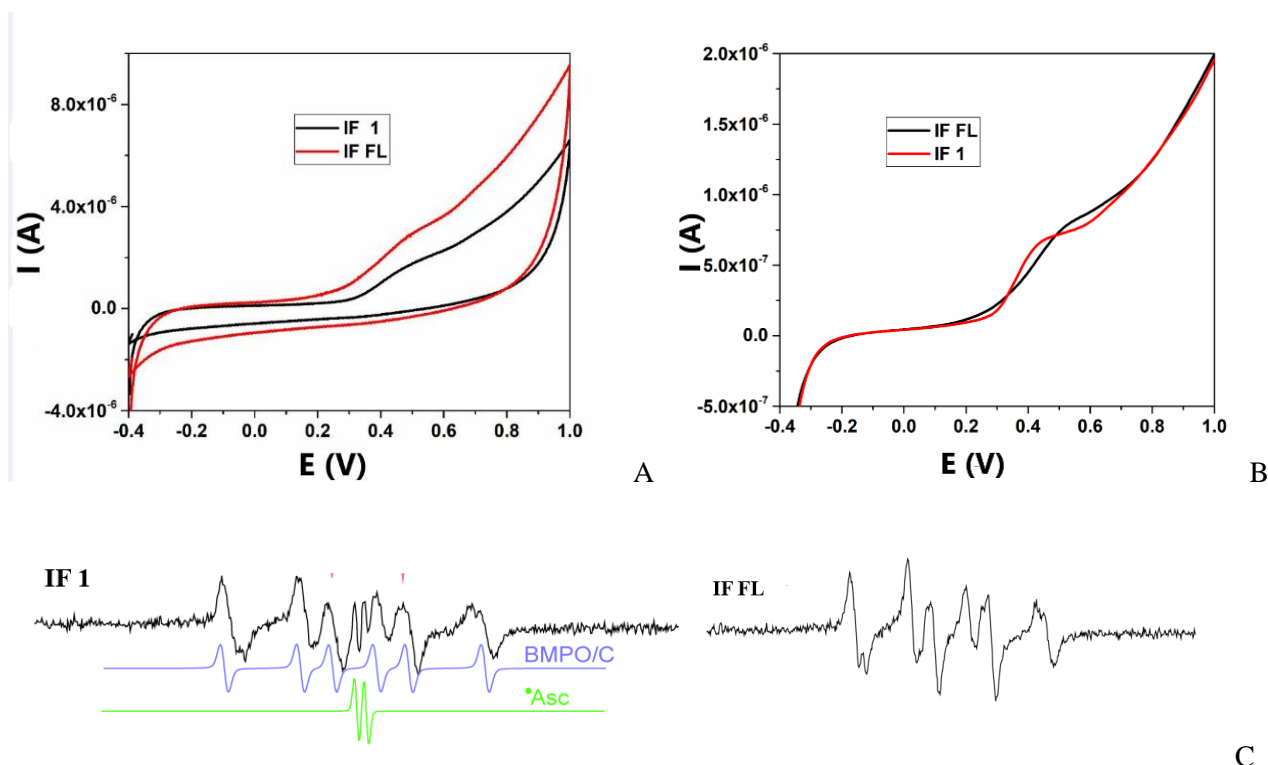 8.0x10⁻⁶
4.0x10⁻⁶
0.0
-4.0x10⁻⁶
I (A)
IF 1
IF FL
-0.4 -0.2 0.0 0.2 0.4 0.6 0.8 1.0
E (V)
A
2.0x10⁻⁶
1.5x10⁻⁶
1.0x10⁻⁶
5.0x10⁻⁷
0.0
-5.0x10⁻⁷
I (A)
IF FL
IF 1
-0.4 -0.2 0.0 0.2 0.4 0.6 0.8 1.0
E (V)
B
IF 1
BMPO/C
•Asc
IF FL
C